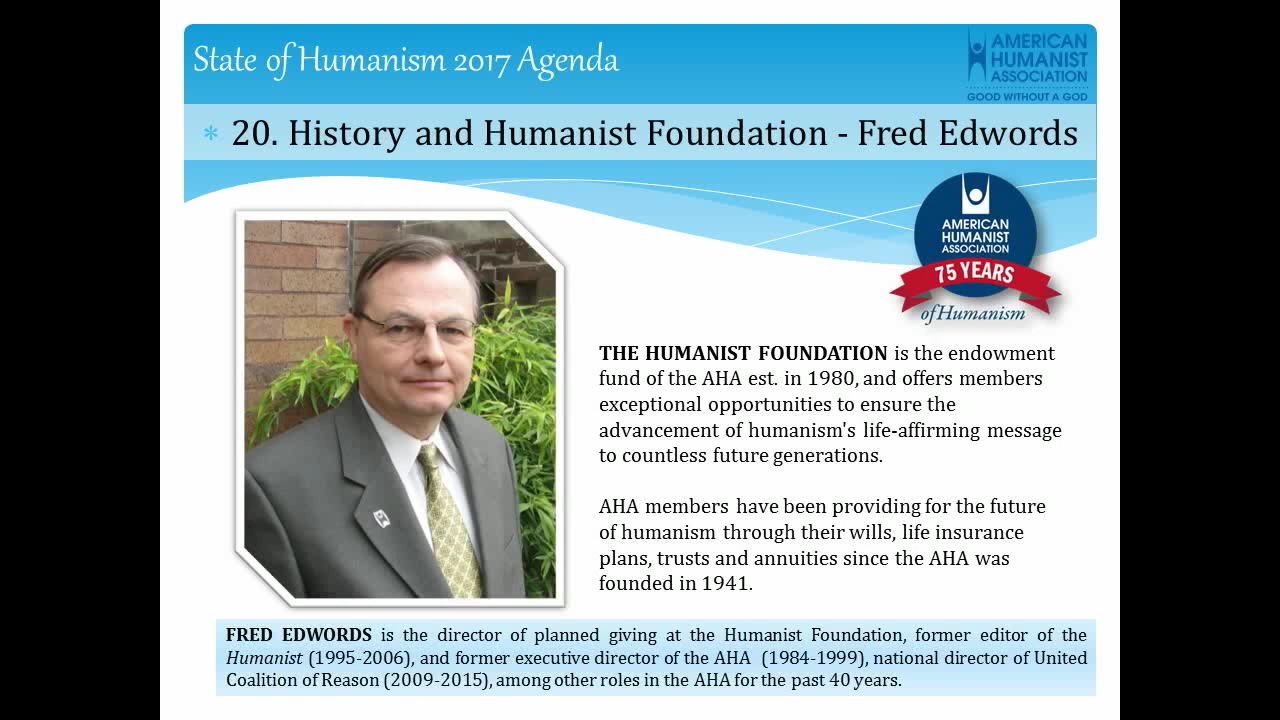 State of Humanism 2017 Agenda
AMERICAN
HUMANIST
ASSOCIATION
GOOD WITHOUT A GOD
* 20. History and Humanist Foundation - Fred Edwords
AMERICAN
HUMANIST
ASSOCIATION
75 YEARS
of Humanism
THE HUMANIST FOUNDATION is the endowment
fund of the AHA est. in 1980, and offers members
exceptional opportunities to ensure the
advancement of humanism's life-affirming message
to countless future generations.
AHA members have been providing for the future
of humanism through their wills, life insurance
plans, trusts and annuities since the AHA was
founded in 1941.
FRED EDWORDS is the director of planned giving at the Humanist Foundation, former editor of the
Humanist (1995-2006), and former executive director of the AHA (1984-1999), national director of United
Coalition of Reason (2009-2015), among other roles in the AHA for the past 40 years.